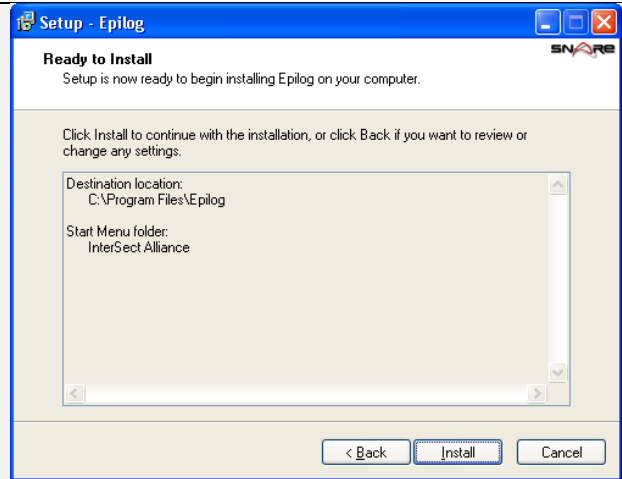 Setup - Epilog
Ready to Install
SNARE
Setup is now ready to begin installing Epilog on your computer.
Click Install to continue with the installation, or click Back if you want to review or
change any settings.
Destination location:
C:\Program Files\Epilog
Start Menu folder:
InterSect Alliance
< Back
Install
Cancel